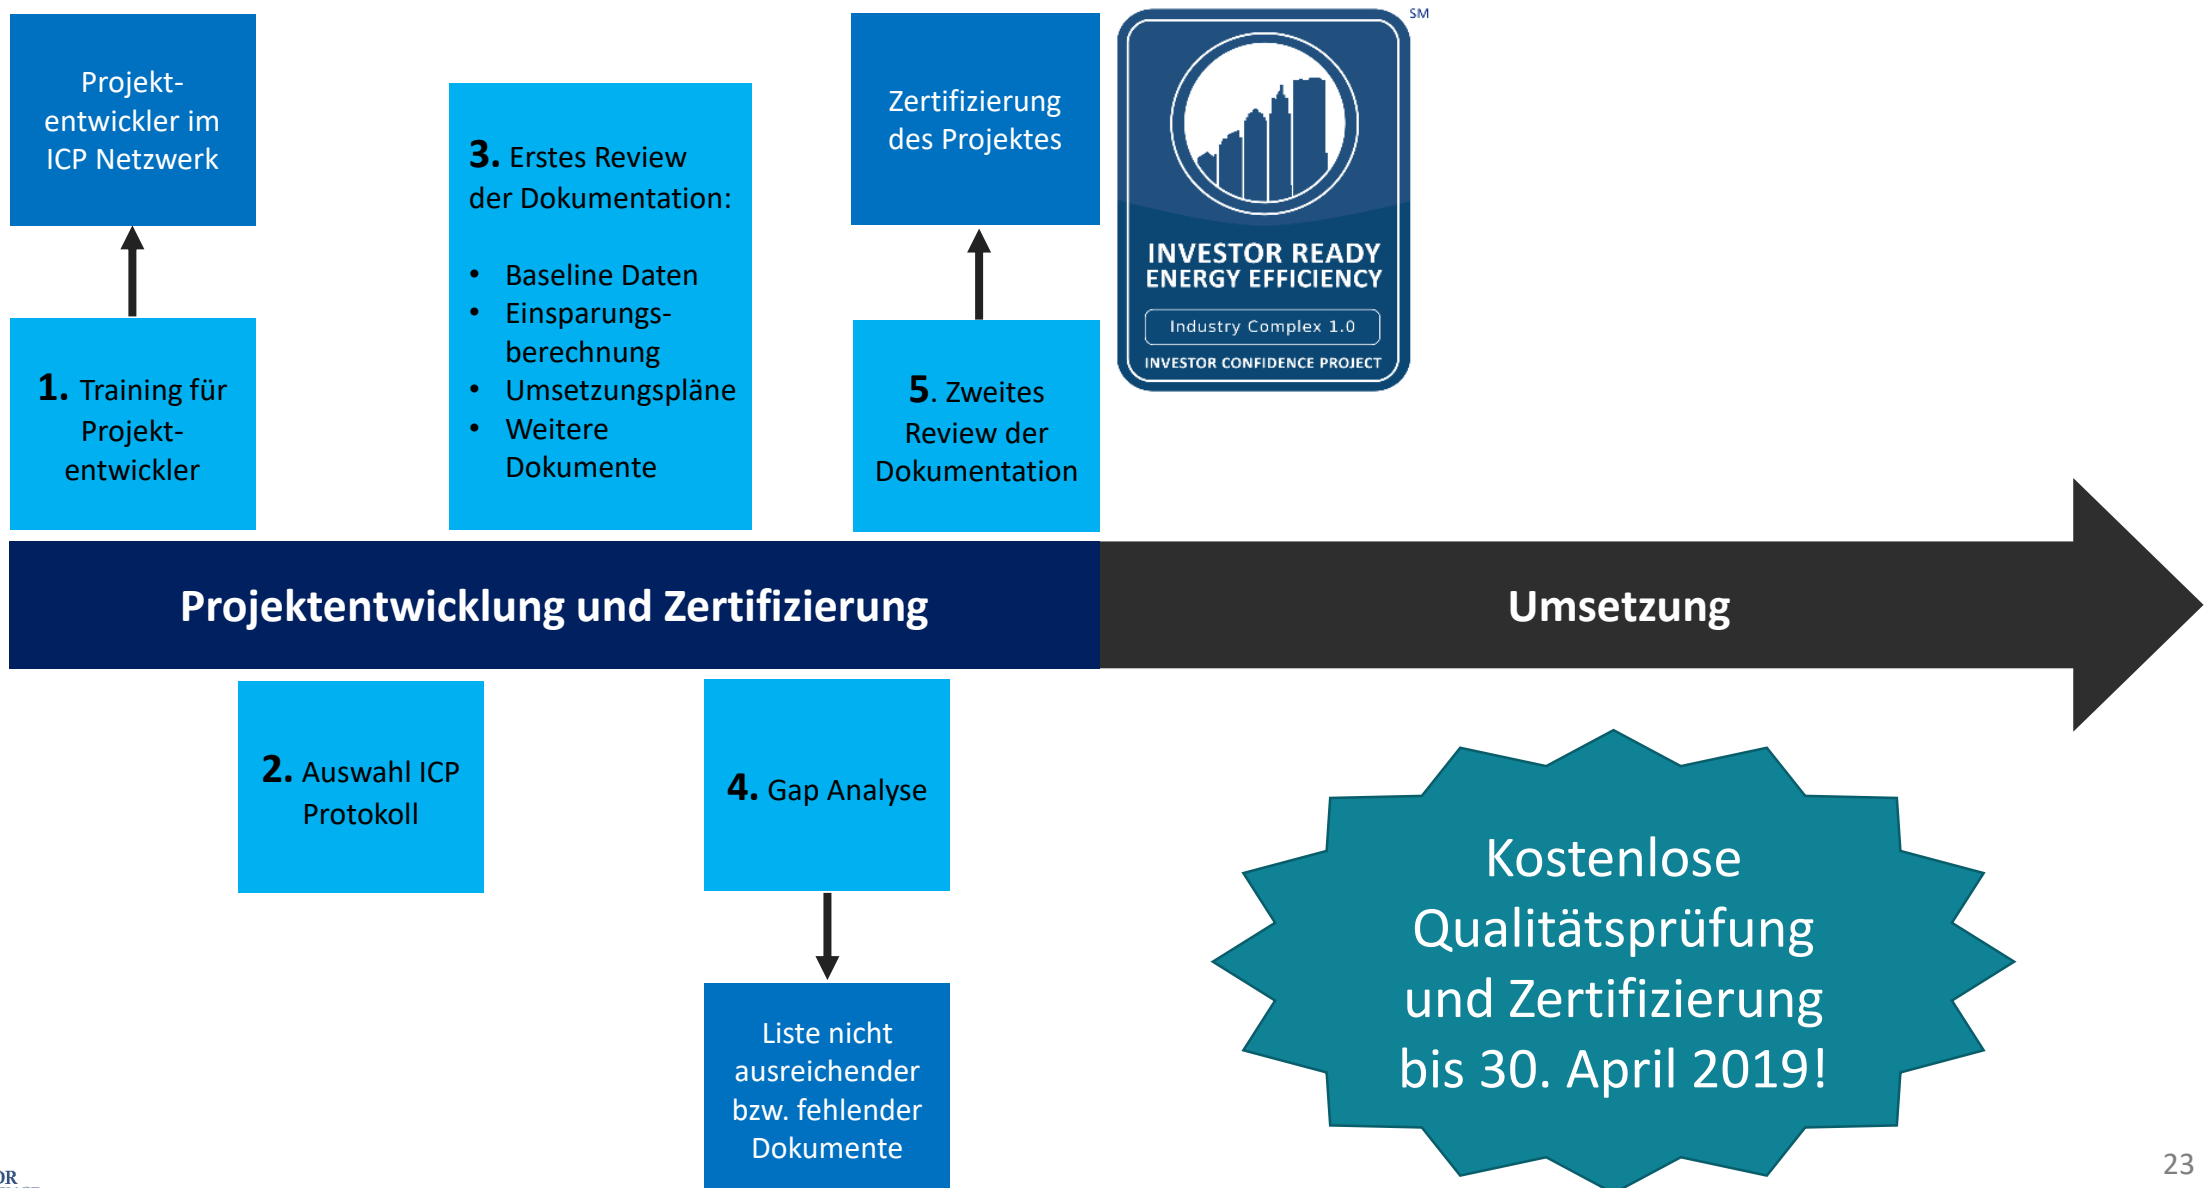 Projekt-
entwickler im
ICP Netzwerk
1. Training für
Projekt-
entwickler
3. Erstes Review
der Dokumentation:
• Baseline Daten
• Einsparungs-
berechnung
• Umsetzungspläne
• Weitere
Dokumente
Zertifizierung
des Projektes
5. Zweites
Review der
Dokumentation
SM
INVESTOR READY
ENERGY EFFICIENCY
Industry Complex 1.0
INVESTOR CONFIDENCE PROJECT
Projektentwicklung und Zertifizierung
Umsetzung
2. Auswahl ICP
Protokoll
4. Gap Analyse
Liste nicht
ausreichender
bzw. fehlender
Dokumente
Kostenlose
Qualitätsprüfung
und Zertifizierung
bis 30. April 2019!
23